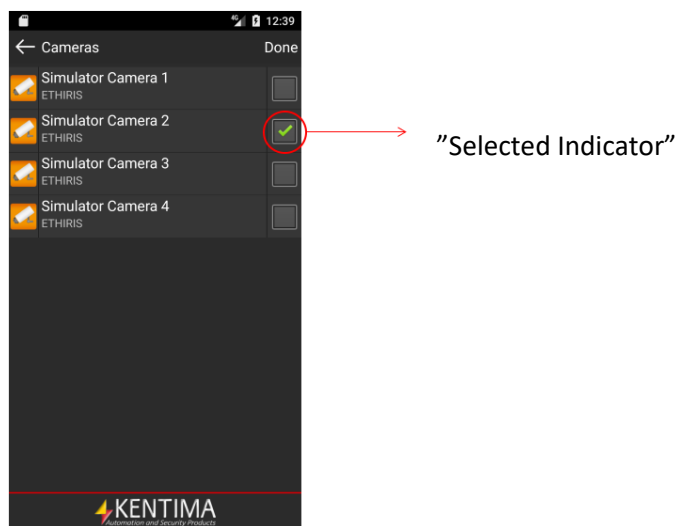 4G 12:39
Cameras Done
Simulator Camera 1
ETHIRIS
Simulator Camera 2
ETHIRIS
Simulator Camera 3
ETHIRIS
Simulator Camera 4
ETHIRIS
”Selected Indicator”
KENTIMA
Automation and Security Products